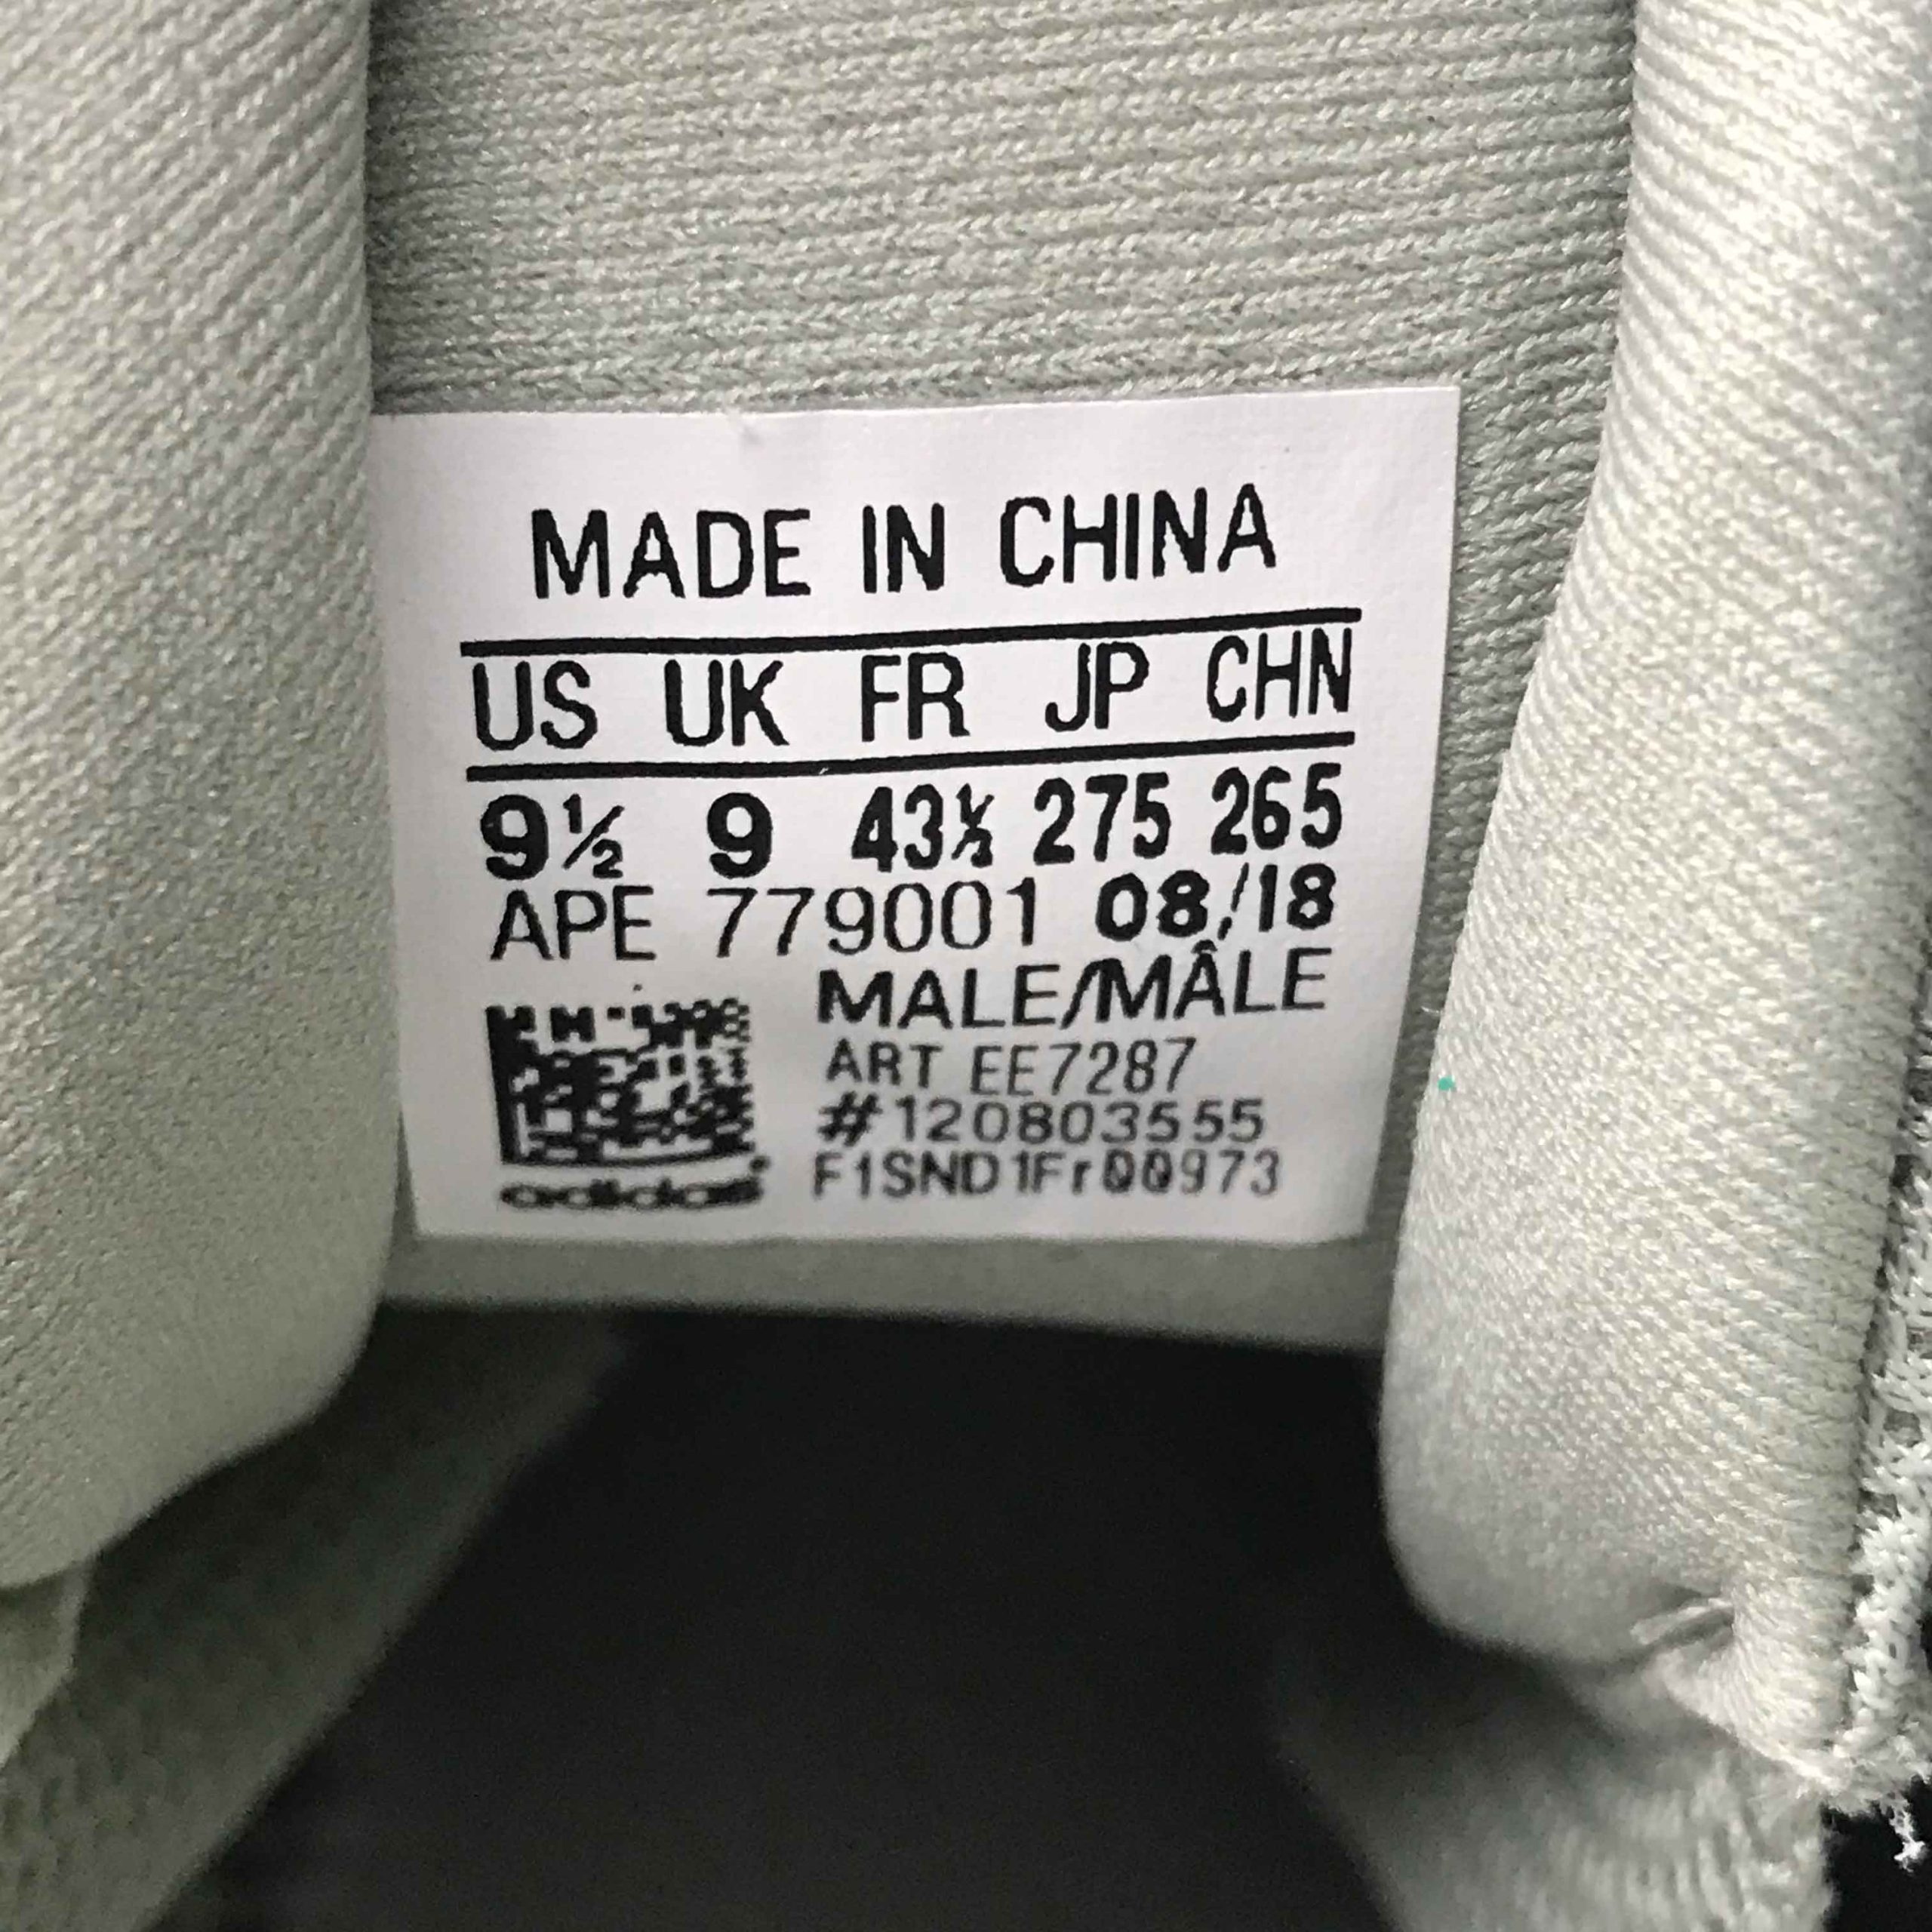 MADE IN CHINA
US UK FR JP CHN
9½ 9 43⅓ 275 265
APE 779001 08/18
MALE/MÂLE
ART EE7287
#120803555
F1SND1Fr00973
adidas